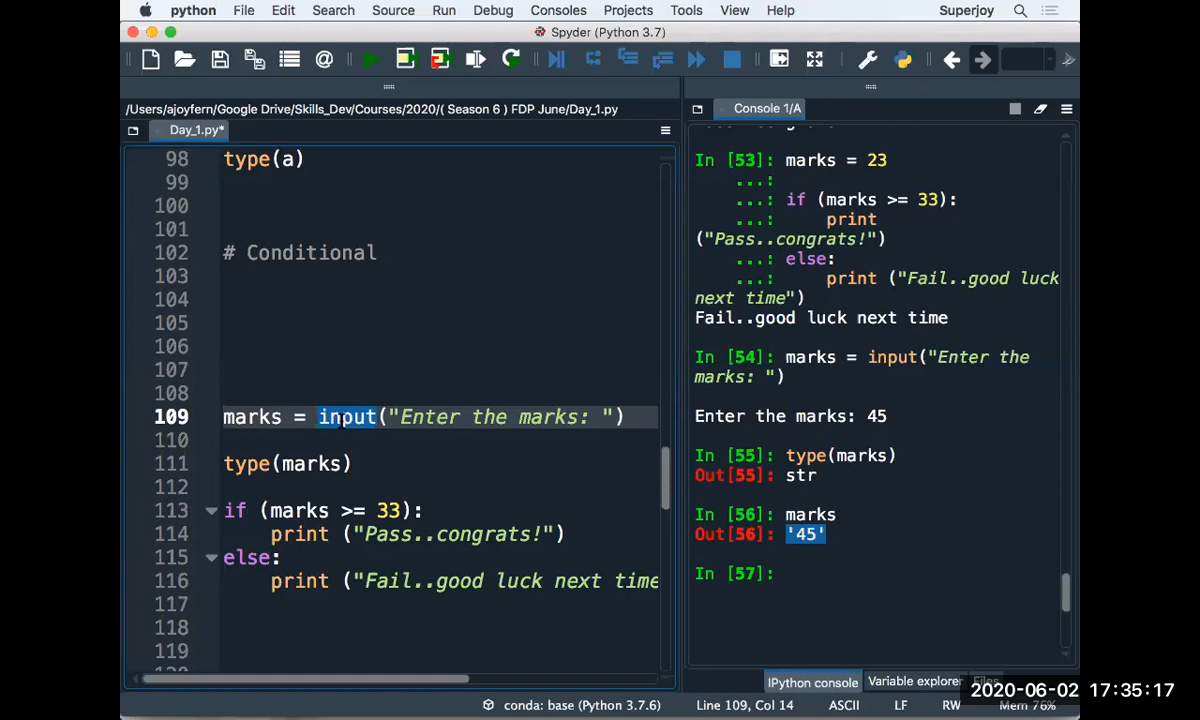 python File Edit Search Source Run Debug Consoles Projects Tools View Help Superjoy
Spyder (Python 3.7)
/Users/ajoyfern/Google Drive/Skills_Dev/Courses/2020/( Season 6 ) FDP June/Day_1.py
Day_1.py*
98 type(a)
99
100
101
102 # Conditional
103
104
105
106
107
108
109 marks = input("Enter the marks: ")
110
111 type(marks)
112
113 if (marks >= 33):
114 print ("Pass..congrats!")
115 else:
116 print ("Fail..good luck next time
117
118
119
Console 1/A
In [53]: marks = 23
...:
...: if (marks >= 33):
...: print
("Pass..congrats!")
...: else:
...: print ("Fail..good luck
next time")
Fail..good luck next time
In [54]: marks = input("Enter the
marks: ")
Enter the marks: 45
In [55]: type(marks)
Out[55]: str
In [56]: marks
Out[56]: '45'
In [57]:
IPython console Variable explorer Files
conda: base (Python 3.7.6) Line 109, Col 14 ASCII LF RW Mem 76%
2020-06-02 17:35:17